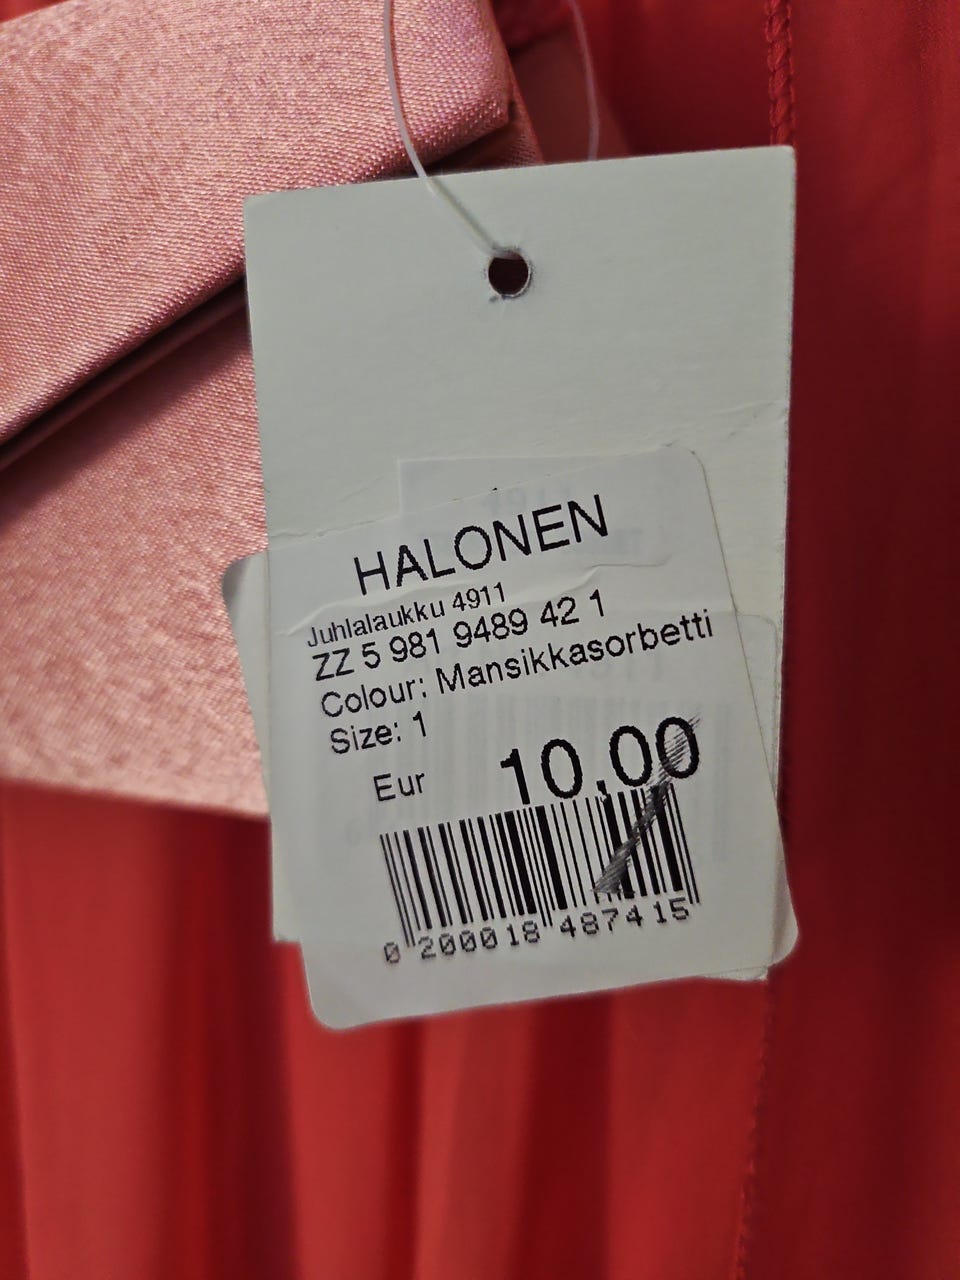 HALONEN
Juhlalaukku 4911
ZZ 5 981 9489 42 1
Colour: Mansikkasorbetti
Size: 1
Eur 10,00
0 200018 487415